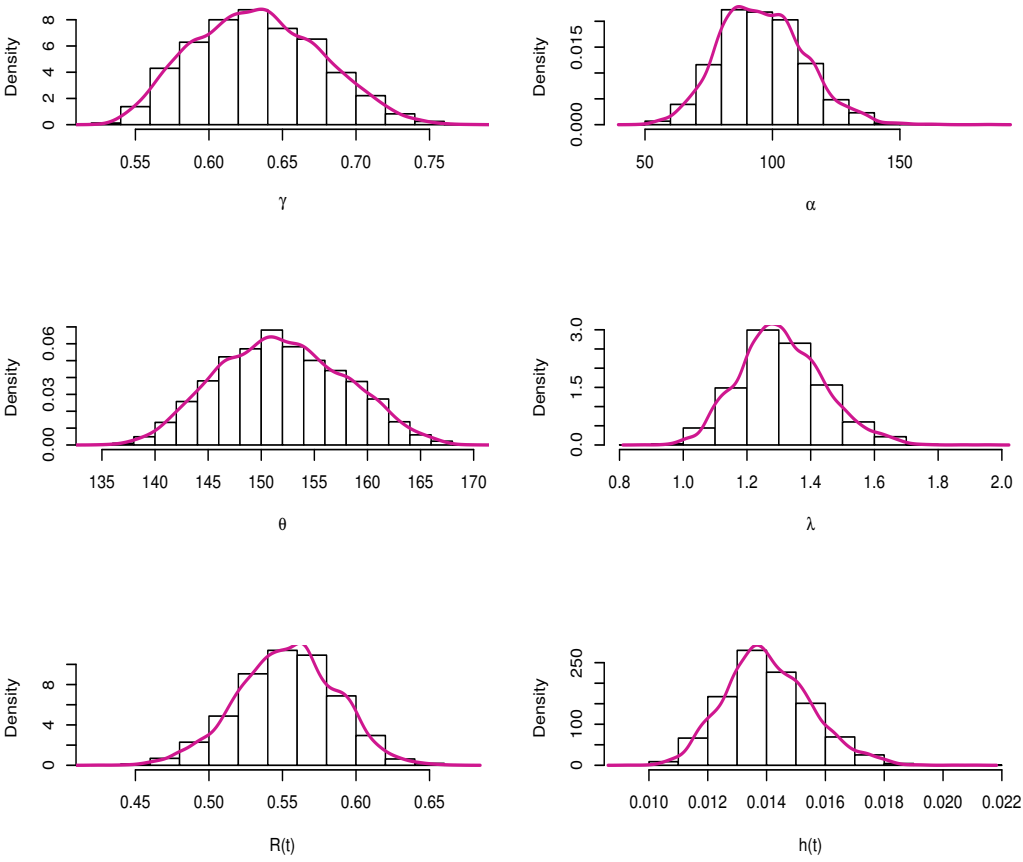 Density
0 2 4 6 8
0.55 0.60 0.65 0.70 0.75
γ
Density
0.000 0.015
50 100 150
α
Density
0.00 0.03 0.06
135 140 145 150 155 160 165 170
θ
Density
0.0 1.5 3.0
0.8 1.0 1.2 1.4 1.6 1.8 2.0
λ
Density
0 4 8
0.45 0.50 0.55 0.60 0.65
R(t)
Density
0 100 250
0.010 0.012 0.014 0.016 0.018 0.020 0.022
h(t)